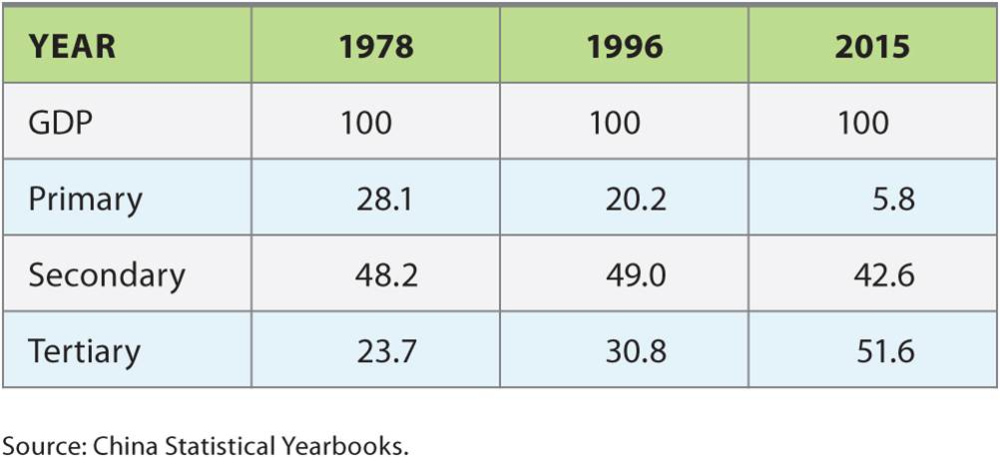 YEAR 1978 1996 2015
GDP 100 100 100
Primary 28.1 20.2 5.8
Secondary 48.2 49.0 42.6
Tertiary 23.7 30.8 51.6
Source: China Statistical Yearbooks.